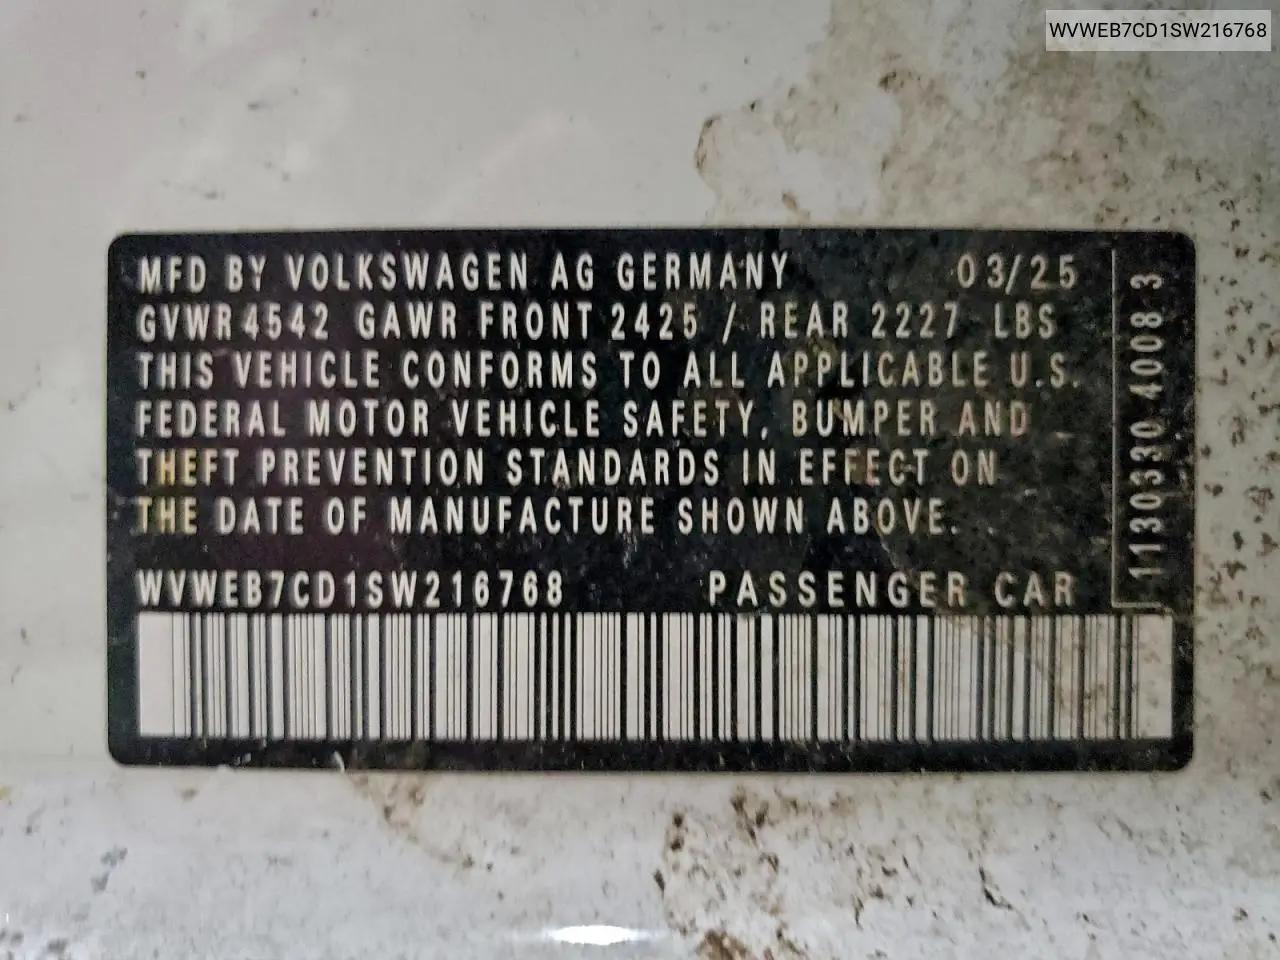 WVWEB7CD1SW216768
MFD BY VOLKSWAGEN AG GERMANY 03/25
GVWR 4542 GAWR FRONT 2425 / REAR 2227 LBS
THIS VEHICLE CONFORMS TO ALL APPLICABLE U.S.
FEDERAL MOTOR VEHICLE SAFETY, BUMPER AND
THEFT PREVENTION STANDARDS IN EFFECT ON
THE DATE OF MANUFACTURE SHOWN ABOVE.
WVWEB7CD1SW216768 PASSENGER CAR
1130330 4008 3